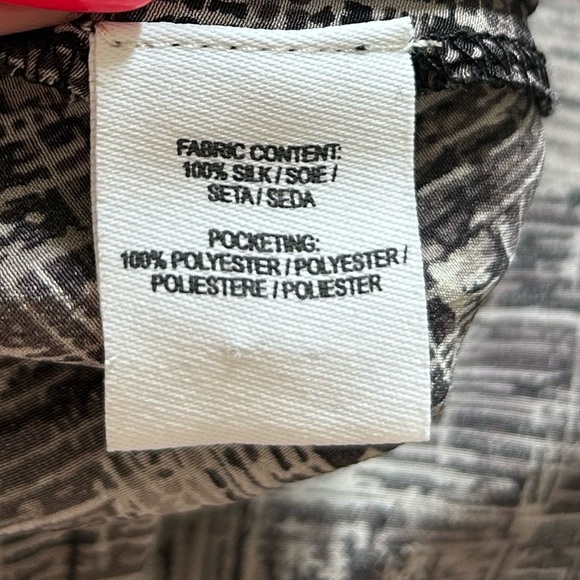 FABRIC CONTENT:
100% SILK / SOIE /
SETA / SEDA
POCKETING:
100% POLYESTER / POLYESTER /
POLIESTERE / POLIESTER